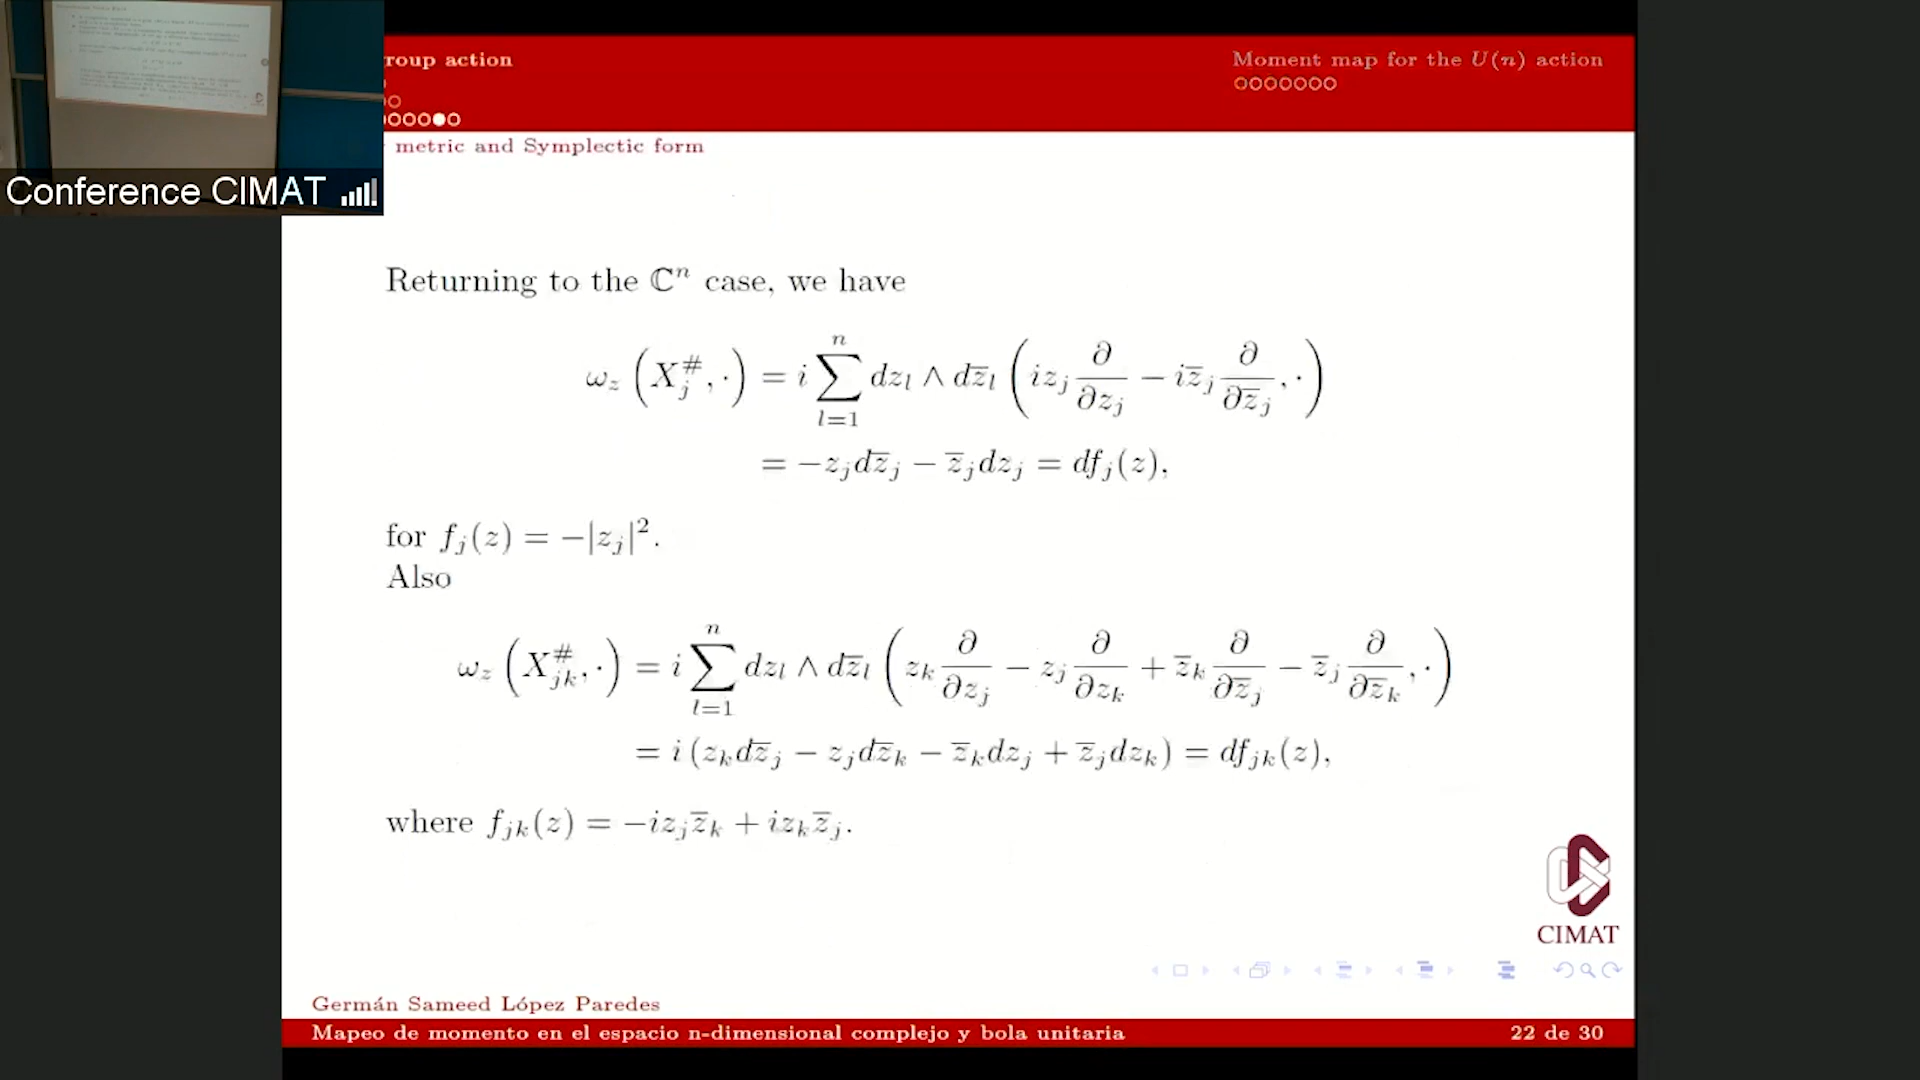 roup action
Moment map for the U(n) action
metric and Symplectic form
Conference CIMAT
Returning to the ℂⁿ case, we have
ω_z (X_j^#, ·) = i ∑_{l=1}^{n} dz_l ∧ dz̄_l (iz_j ∂/∂z_j − iz̄_j ∂/∂z̄_j, ·)
= −z_j dz̄_j − z̄_j dz_j = df_j(z),
for f_j(z) = −|z_j|².
Also
ω_z (X_{jk}^#, ·) = i ∑_{l=1}^{n} dz_l ∧ dz̄_l (z_k ∂/∂z_j − z_j ∂/∂z_k + z̄_k ∂/∂z̄_j − z̄_j ∂/∂z̄_k, ·)
= i (z_k dz̄_j − z_j dz̄_k − z̄_k dz_j + z̄_j dz_k) = df_{jk}(z),
where f_{jk}(z) = −iz_j z̄_k + iz_k z̄_j.
CIMAT
Germán Sameed López Paredes
Mapeo de momento en el espacio n-dimensional complejo y bola unitaria
22 de 30